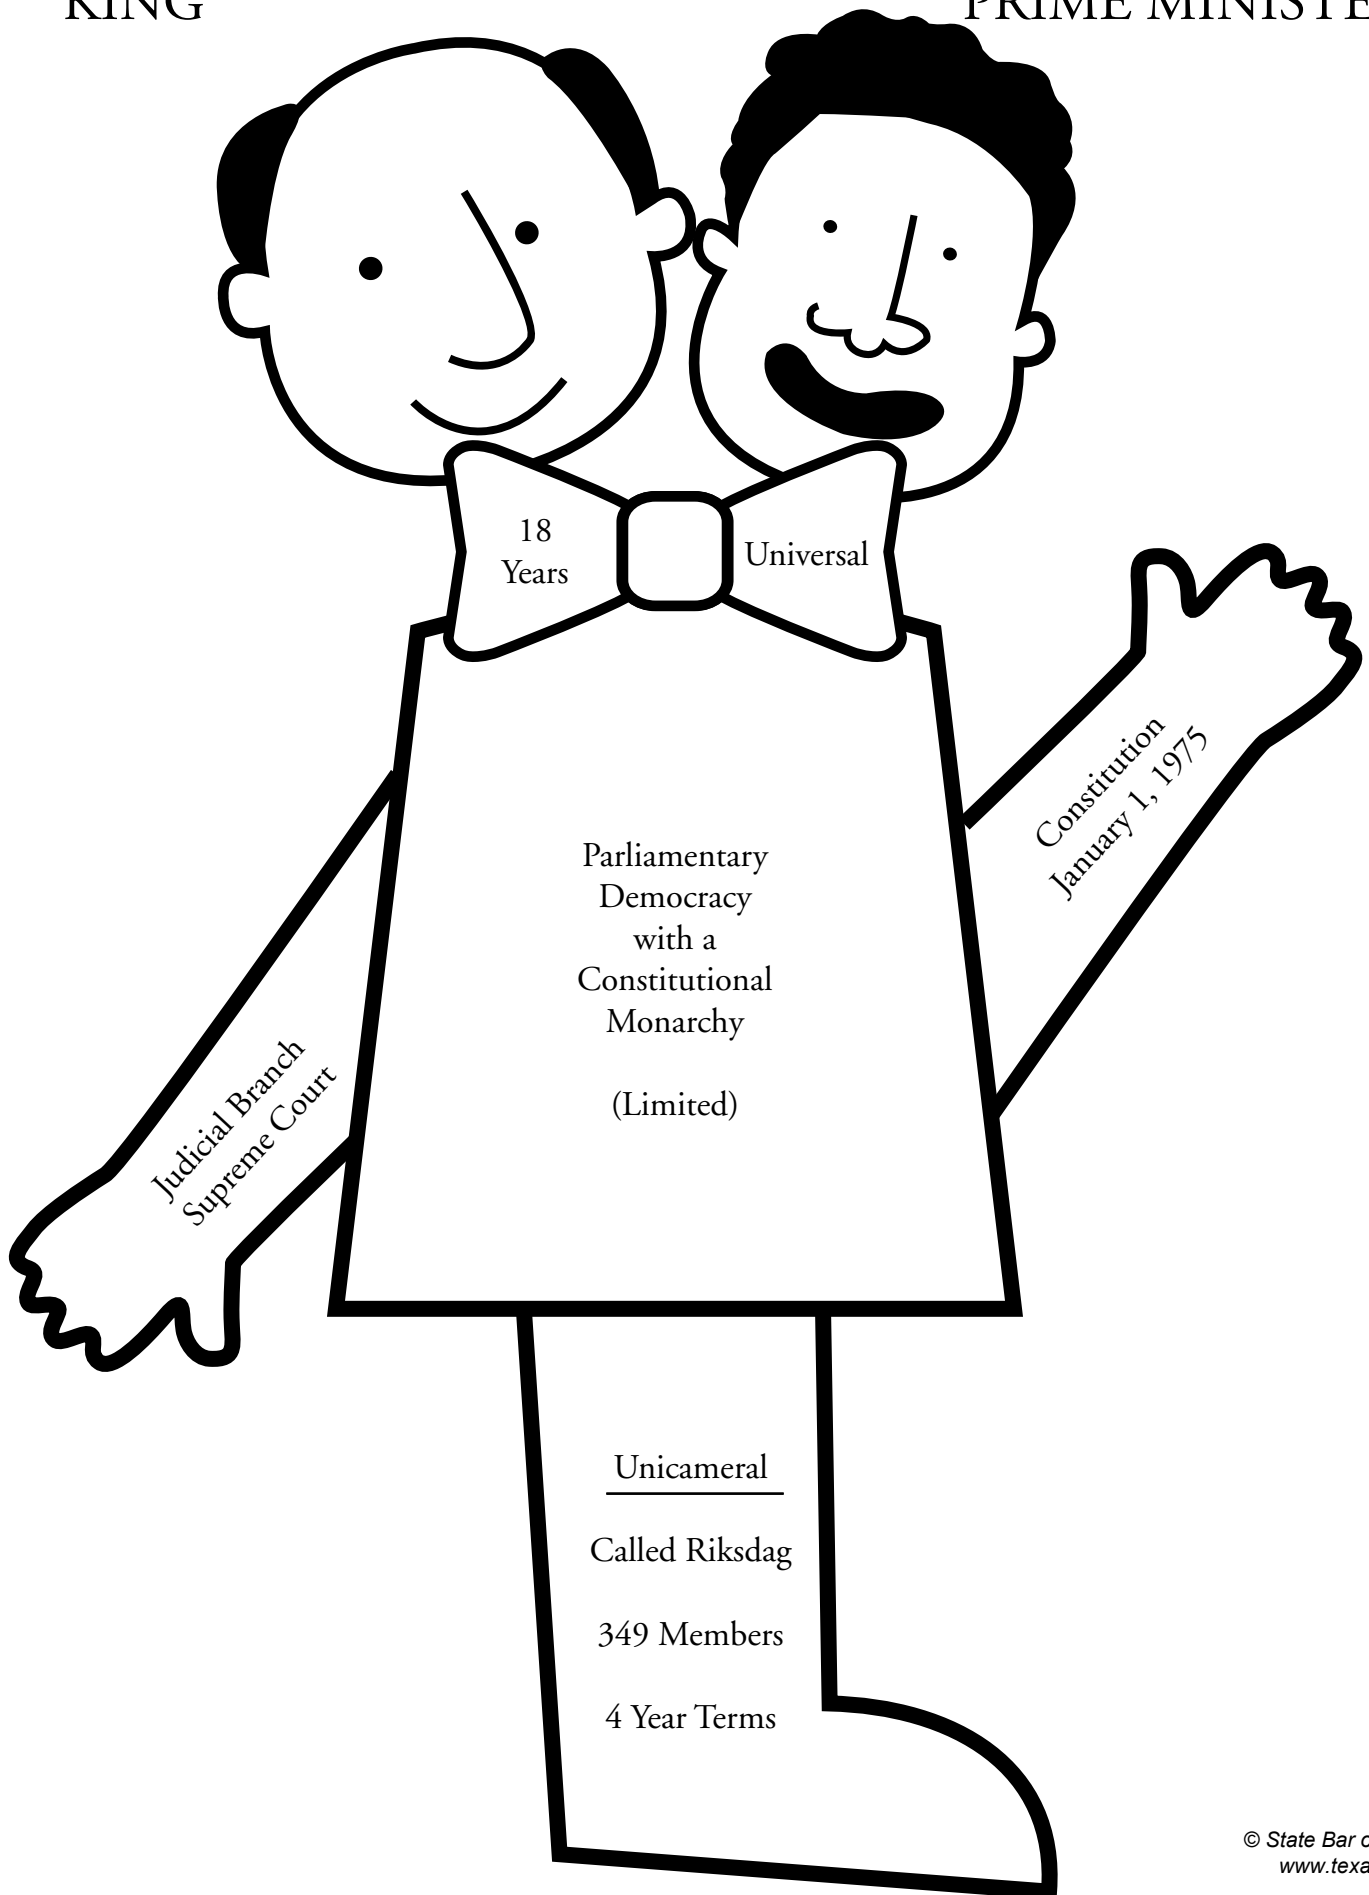 KING
PRIME MINISTE
18
Years
Universal
Constitution
January 1, 1975
Parliamentary
Democracy
with a
Constitutional
Monarchy
(Limited)
Judicial Branch
Supreme Court
Unicameral
Called Riksdag
349 Members
4 Year Terms
© State Bar o
www.texa